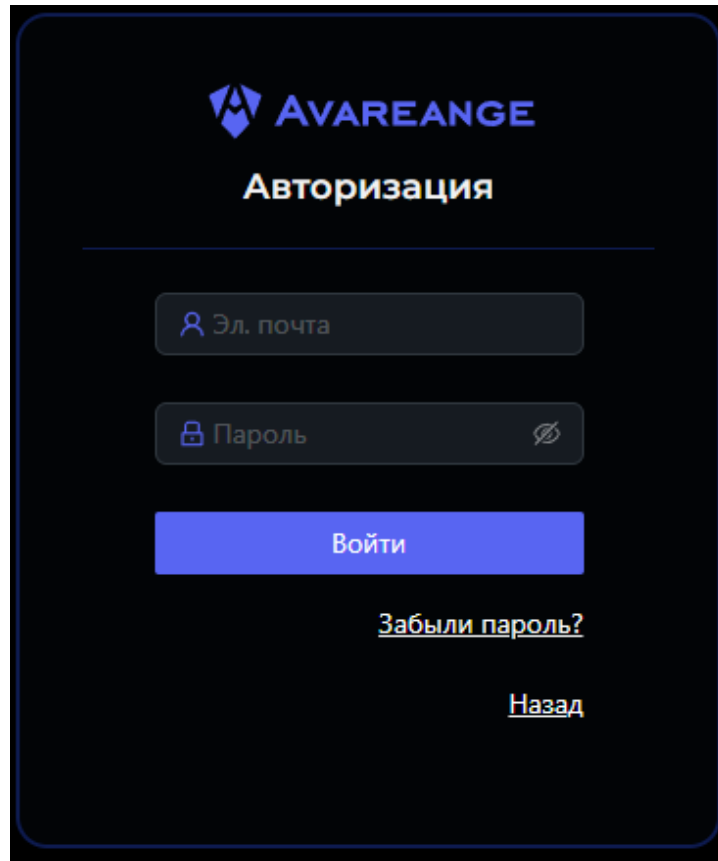 AVAREANGE
Авторизация
Эл. почта
Пароль
Войти
Забыли пароль?
Назад